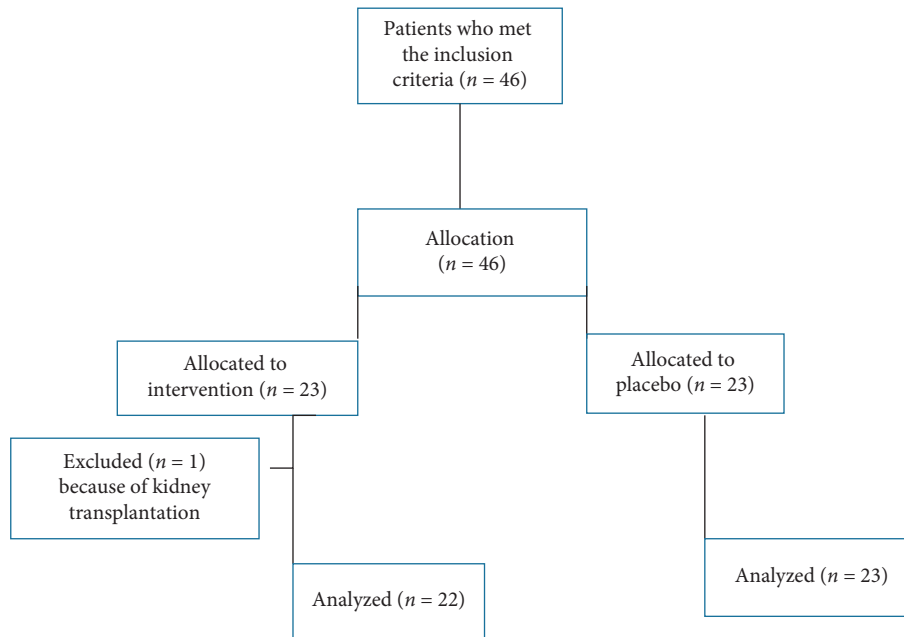 Patients who met
the inclusion
criteria (n = 46)
Allocation
(n = 46)
Allocated to
intervention (n = 23)
Allocated to
placebo (n = 23)
Excluded (n = 1)
because of kidney
transplantation
Analyzed (n = 22)
Analyzed (n = 23)